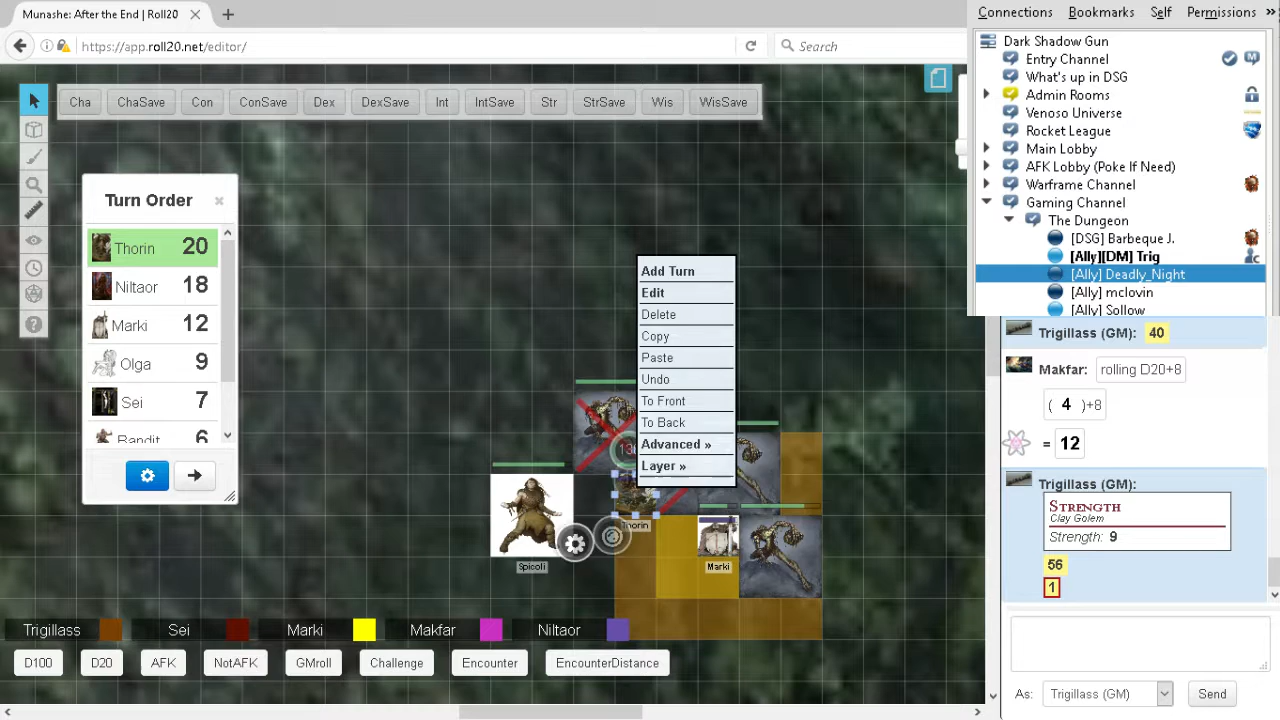 Munashe: After the End | Roll20
https://app.roll20.net/editor/
Search
Connections Bookmarks Self Permissions »
Dark Shadow Gun
Entry Channel
What's up in DSG
Admin Rooms
Venoso Universe
Rocket League
Main Lobby
AFK Lobby (Poke If Need)
Warframe Channel
Gaming Channel
The Dungeon
[DSG] Barbeque J.
[Ally][DM] Trig
[Ally] Deadly_Night
[Ally] mclovin
[Ally] Sollow
Cha ChaSave Con ConSave Dex DexSave Int IntSave Str StrSave Wis WisSave
Turn Order
Thorin 20
Niltaor 18
Marki 12
Olga 9
Sei 7
Bandit 6
Add Turn
Edit
Delete
Copy
Paste
Undo
To Front
To Back
Advanced »
Layer »
Thorin
Spicoli
Marki
Trigillass (GM): 40
Makfar: rolling D20+8
( 4 )+8
= 12
Trigillass (GM):
Strength
Clay Golem
Strength: 9
56
1
Trigillass Sei Marki Makfar Niltaor
D100 D20 AFK NotAFK GMroll Challenge Encounter EncounterDistance
As: Trigillass (GM) Send